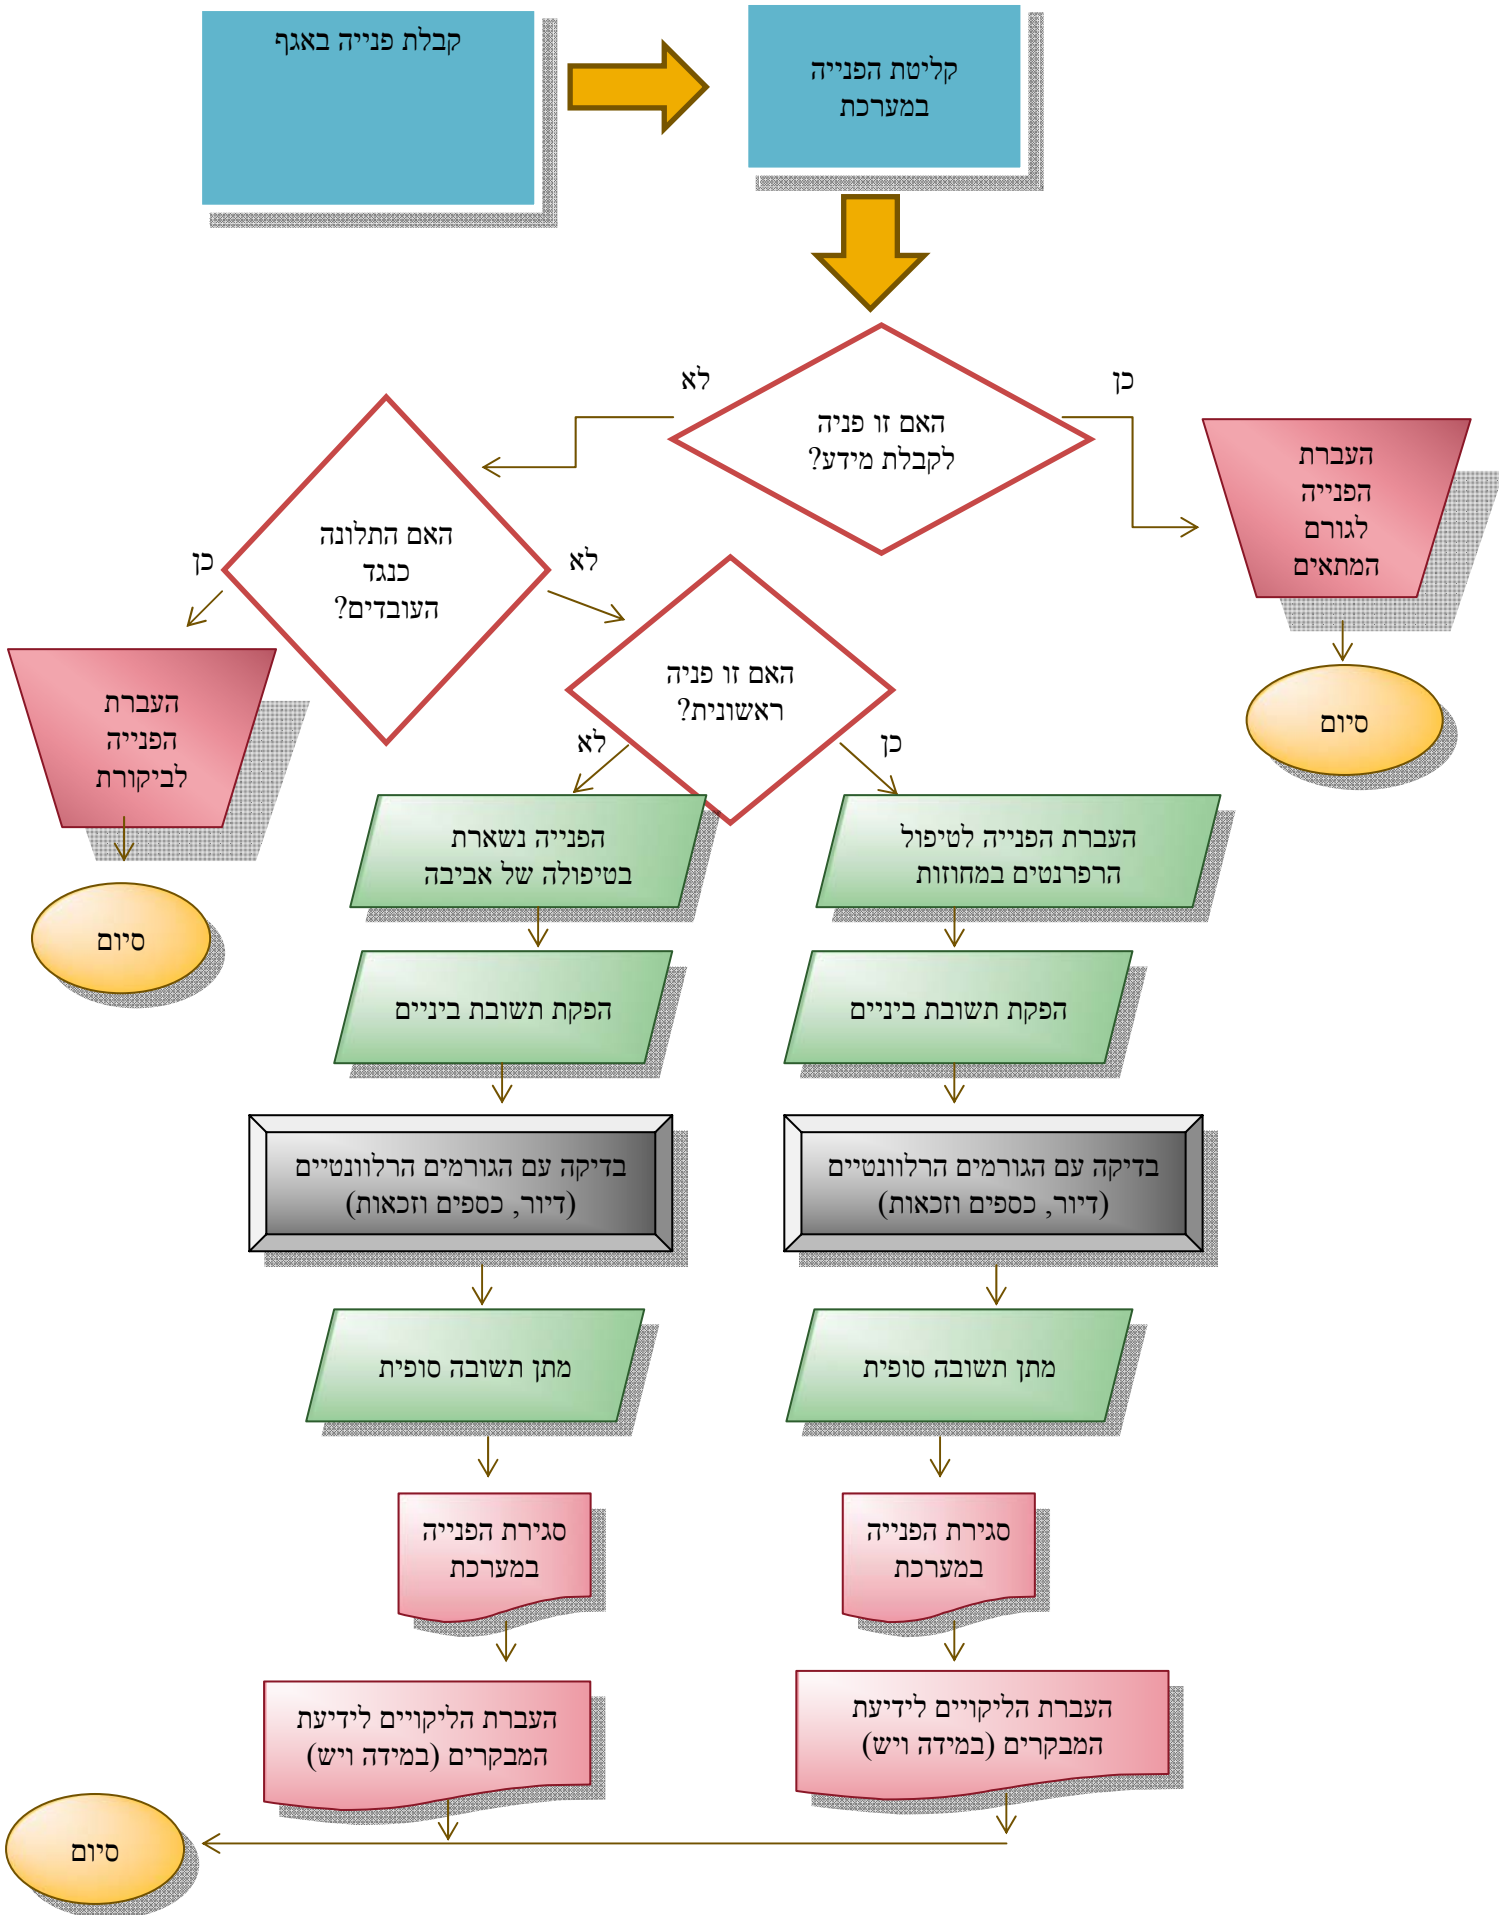 קבלת פנייה באגף
קליטת הפנייה
במערכת
כן
לא
האם זו פניה
לקבלת מידע?
העברת
הפנייה
לגורם
המתאים
סיום
האם התלונה
כנגד
העובדים?
לא
כן
העברת
הפנייה
לביקורת
סיום
האם זו פניה
ראשונית?
כן
לא
העברת הפנייה לטיפול
הרפרנטים במחוזות
הפנייה נשארת
בטיפולה של אביבה
הפקת תשובת ביניים
הפקת תשובת ביניים
בדיקה עם הגורמים הרלוונטיים
(דיור, כספים וזכאות)
בדיקה עם הגורמים הרלוונטיים
(דיור, כספים וזכאות)
מתן תשובה סופית
מתן תשובה סופית
סגירת הפנייה
במערכת
סגירת הפנייה
במערכת
העברת הליקויים לידיעת
המבקרים (במידה ויש)
העברת הליקויים לידיעת
המבקרים (במידה ויש)
סיום